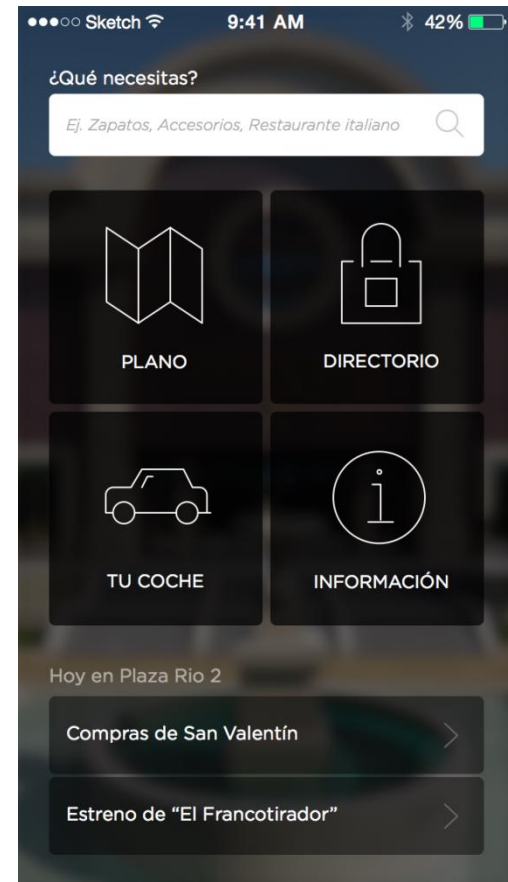 Sketch 9:41 AM 42%
¿Qué necesitas?
Ej. Zapatos, Accesorios, Restaurante italiano
PLANO
DIRECTORIO
TU COCHE
INFORMACIÓN
Hoy en Plaza Rio 2
Compras de San Valentín
Estreno de “El Francotirador”